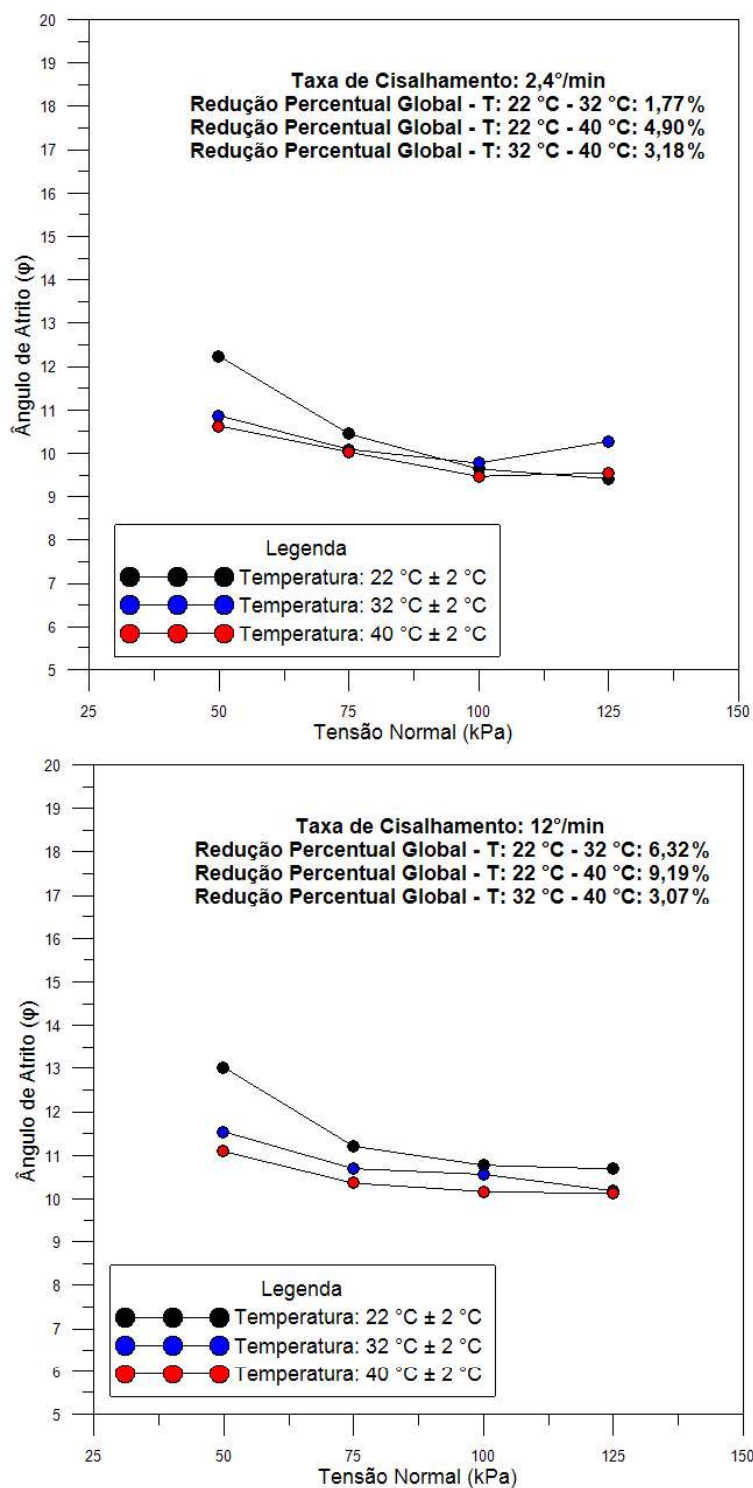 20
19
18
17
16
15
14
13
12
11
10
9
8
7
6
5
Ângulo de Atrito (φ)
Taxa de Cisalhamento: 2,4°/min
Redução Percentual Global - T: 22 °C - 32 °C: 1,77%
Redução Percentual Global - T: 22 °C - 40 °C: 4,90%
Redução Percentual Global - T: 32 °C - 40 °C: 3,18%
Legenda
Temperatura: 22 °C ± 2 °C
Temperatura: 32 °C ± 2 °C
Temperatura: 40 °C ± 2 °C
25 50 75 100 125 150
Tensão Normal (kPa)
20
19
18
17
16
15
14
13
12
11
10
9
8
7
6
5
Ângulo de Atrito (φ)
Taxa de Cisalhamento: 12°/min
Redução Percentual Global - T: 22 °C - 32 °C: 6,32%
Redução Percentual Global - T: 22 °C - 40 °C: 9,19%
Redução Percentual Global - T: 32 °C - 40 °C: 3,07%
Legenda
Temperatura: 22 °C ± 2 °C
Temperatura: 32 °C ± 2 °C
Temperatura: 40 °C ± 2 °C
25 50 75 100 125 150
Tensão Normal (kPa)